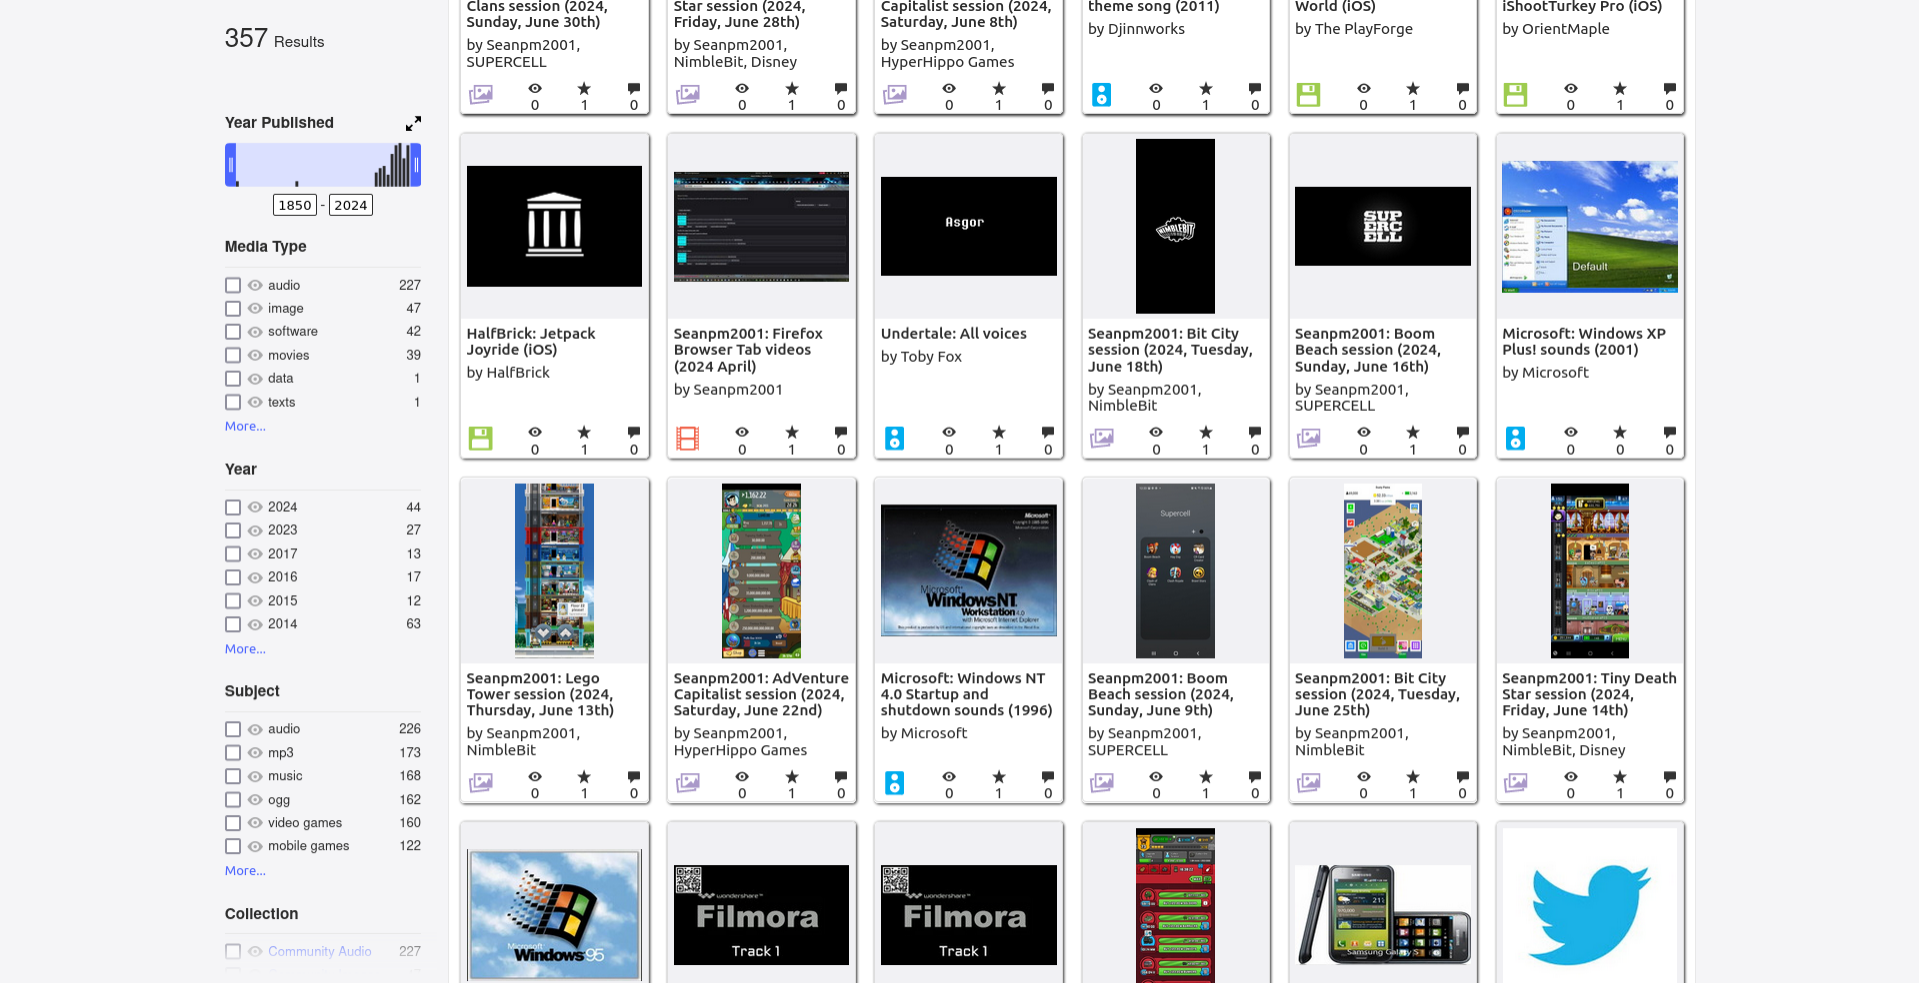 357 Results
Year Published
1850 - 2024
Media Type
audio 227
image 47
software 42
movies 39
data 1
texts 1
More...
Year
2024 44
2023 27
2017 13
2016 17
2015 12
2014 63
More...
Subject
audio 226
mp3 173
music 168
ogg 162
video games 160
mobile games 122
More...
Collection
Community Audio 227
Clans session (2024,
Sunday, June 30th)
by Seanpm2001,
SUPERCELL
0 1 0
Star session (2024,
Friday, June 28th)
by Seanpm2001,
NimbleBit, Disney
0 1 0
Capitalist session (2024,
Saturday, June 8th)
by Seanpm2001,
HyperHippo Games
0 1 0
theme song (2011)
by Djinnworks
0 1 0
World (iOS)
by The PlayForge
0 1 0
iShootTurkey Pro (iOS)
by OrientMaple
0 1 0
HalfBrick: Jetpack
Joyride (iOS)
by HalfBrick
0 1 0
Seanpm2001: Firefox
Browser Tab videos
(2024 April)
by Seanpm2001
0 1 0
Asgor
Undertale: All voices
by Toby Fox
0 1 0
NIMBLEBIT
Seanpm2001: Bit City
session (2024, Tuesday,
June 18th)
by Seanpm2001,
NimbleBit
0 1 0
SUP
ERC
ELL
Seanpm2001: Boom
Beach session (2024,
Sunday, June 16th)
by Seanpm2001,
SUPERCELL
0 1 0
Default
Microsoft: Windows XP
Plus! sounds (2001)
by Microsoft
0 0 0
Seanpm2001: Lego
Tower session (2024,
Thursday, June 13th)
by Seanpm2001,
NimbleBit
0 1 0
1,162.22
Seanpm2001: AdVenture
Capitalist session (2024,
Saturday, June 22nd)
by Seanpm2001,
HyperHippo Games
0 1 0
Microsoft
Microsoft
Windows NT
Workstation 4.0
with Microsoft Internet Explorer
Microsoft: Windows NT
4.0 Startup and
shutdown sounds (1996)
by Microsoft
0 1 0
Supercell
Seanpm2001: Boom
Beach session (2024,
Sunday, June 9th)
by Seanpm2001,
SUPERCELL
0 1 0
Seanpm2001: Bit City
session (2024, Tuesday,
June 25th)
by Seanpm2001,
NimbleBit
0 1 0
Seanpm2001: Tiny Death
Star session (2024,
Friday, June 14th)
by Seanpm2001,
NimbleBit, Disney
0 1 0
Microsoft
Windows 95
wondershare
Filmora
Track 1
wondershare
Filmora
Track 1
SAMSUNG
Samsung Galaxy S